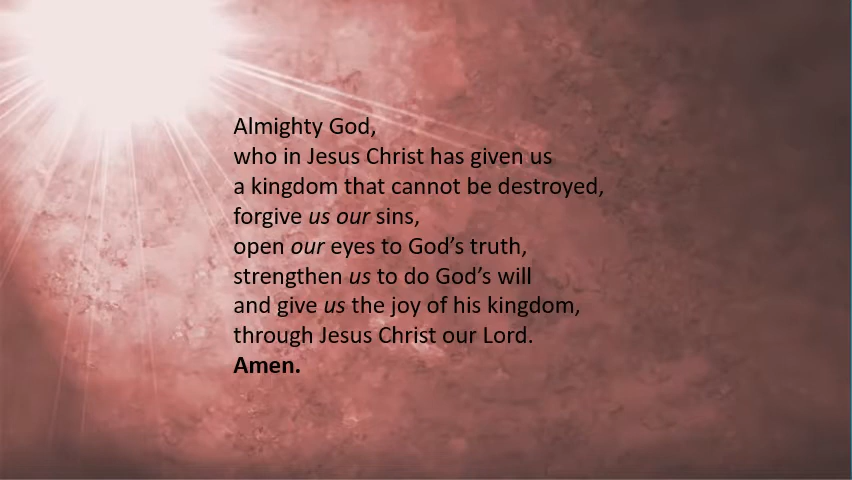 Almighty God,
who in Jesus Christ has given us
a kingdom that cannot be destroyed,
forgive us our sins,
open our eyes to God’s truth,
strengthen us to do God’s will
and give us the joy of his kingdom,
through Jesus Christ our Lord.
Amen.